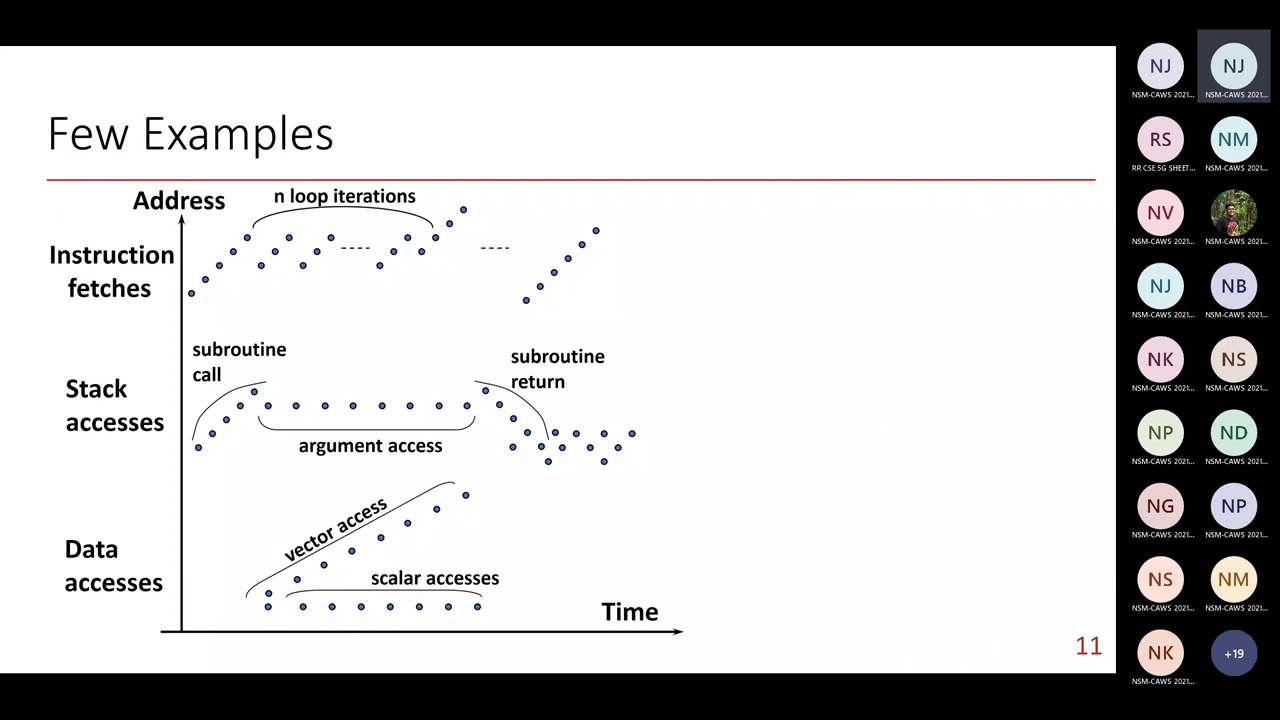 Few Examples
Address
n loop iterations
Instruction
fetches
subroutine
call
subroutine
return
Stack
accesses
argument access
vector access
Data
accesses
scalar accesses
Time
11
NJ
NSM-CAWS 2021...
NJ
NSM-CAWS 2021...
RS
RR CSE 5G SHEET...
NM
NSM-CAWS 2021...
NV
NSM-CAWS 2021...
NSM-CAWS 2021...
NJ
NSM-CAWS 2021...
NB
NSM-CAWS 2021...
NK
NSM-CAWS 2021...
NS
NSM-CAWS 2021...
NP
NSM-CAWS 2021...
ND
NSM-CAWS 2021...
NG
NSM-CAWS 2021...
NP
NSM-CAWS 2021...
NS
NSM-CAWS 2021...
NM
NSM-CAWS 2021...
NK
NSM-CAWS 2021...
+19